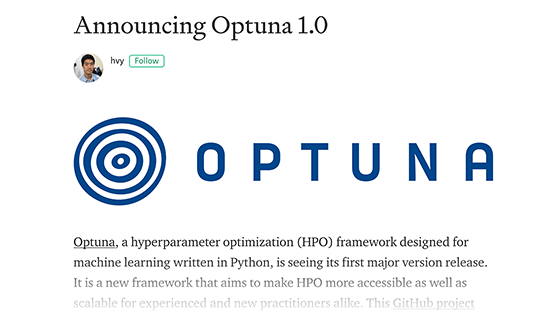 Announcing Optuna 1.0
hvy Follow
OPTUNA
Optuna, a hyperparameter optimization (HPO) framework designed for
machine learning written in Python, is seeing its first major version release.
It is a new framework that aims to make HPO more accessible as well as
scalable for experienced and new practitioners alike. This GitHub project